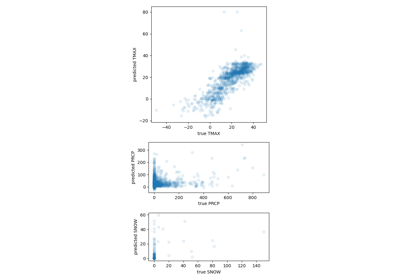 80
60
40
20
0
−20
predicted TMAX
−40 −20 0 20 40
true TMAX
300
200
100
0
predicted PRCP
0 200 400 600 800
true PRCP
60
40
20
0
predicted SNOW
0 20 40 60 80 100 120 140
true SNOW